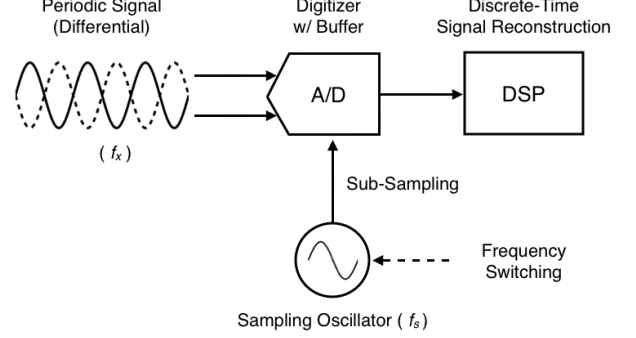 Periodic Signal
(Differential)
Digitizer
w/ Buffer
Discrete-Time
Signal Reconstruction
A/D
DSP
( fx )
Sub-Sampling
Frequency
Switching
Sampling Oscillator ( fs )